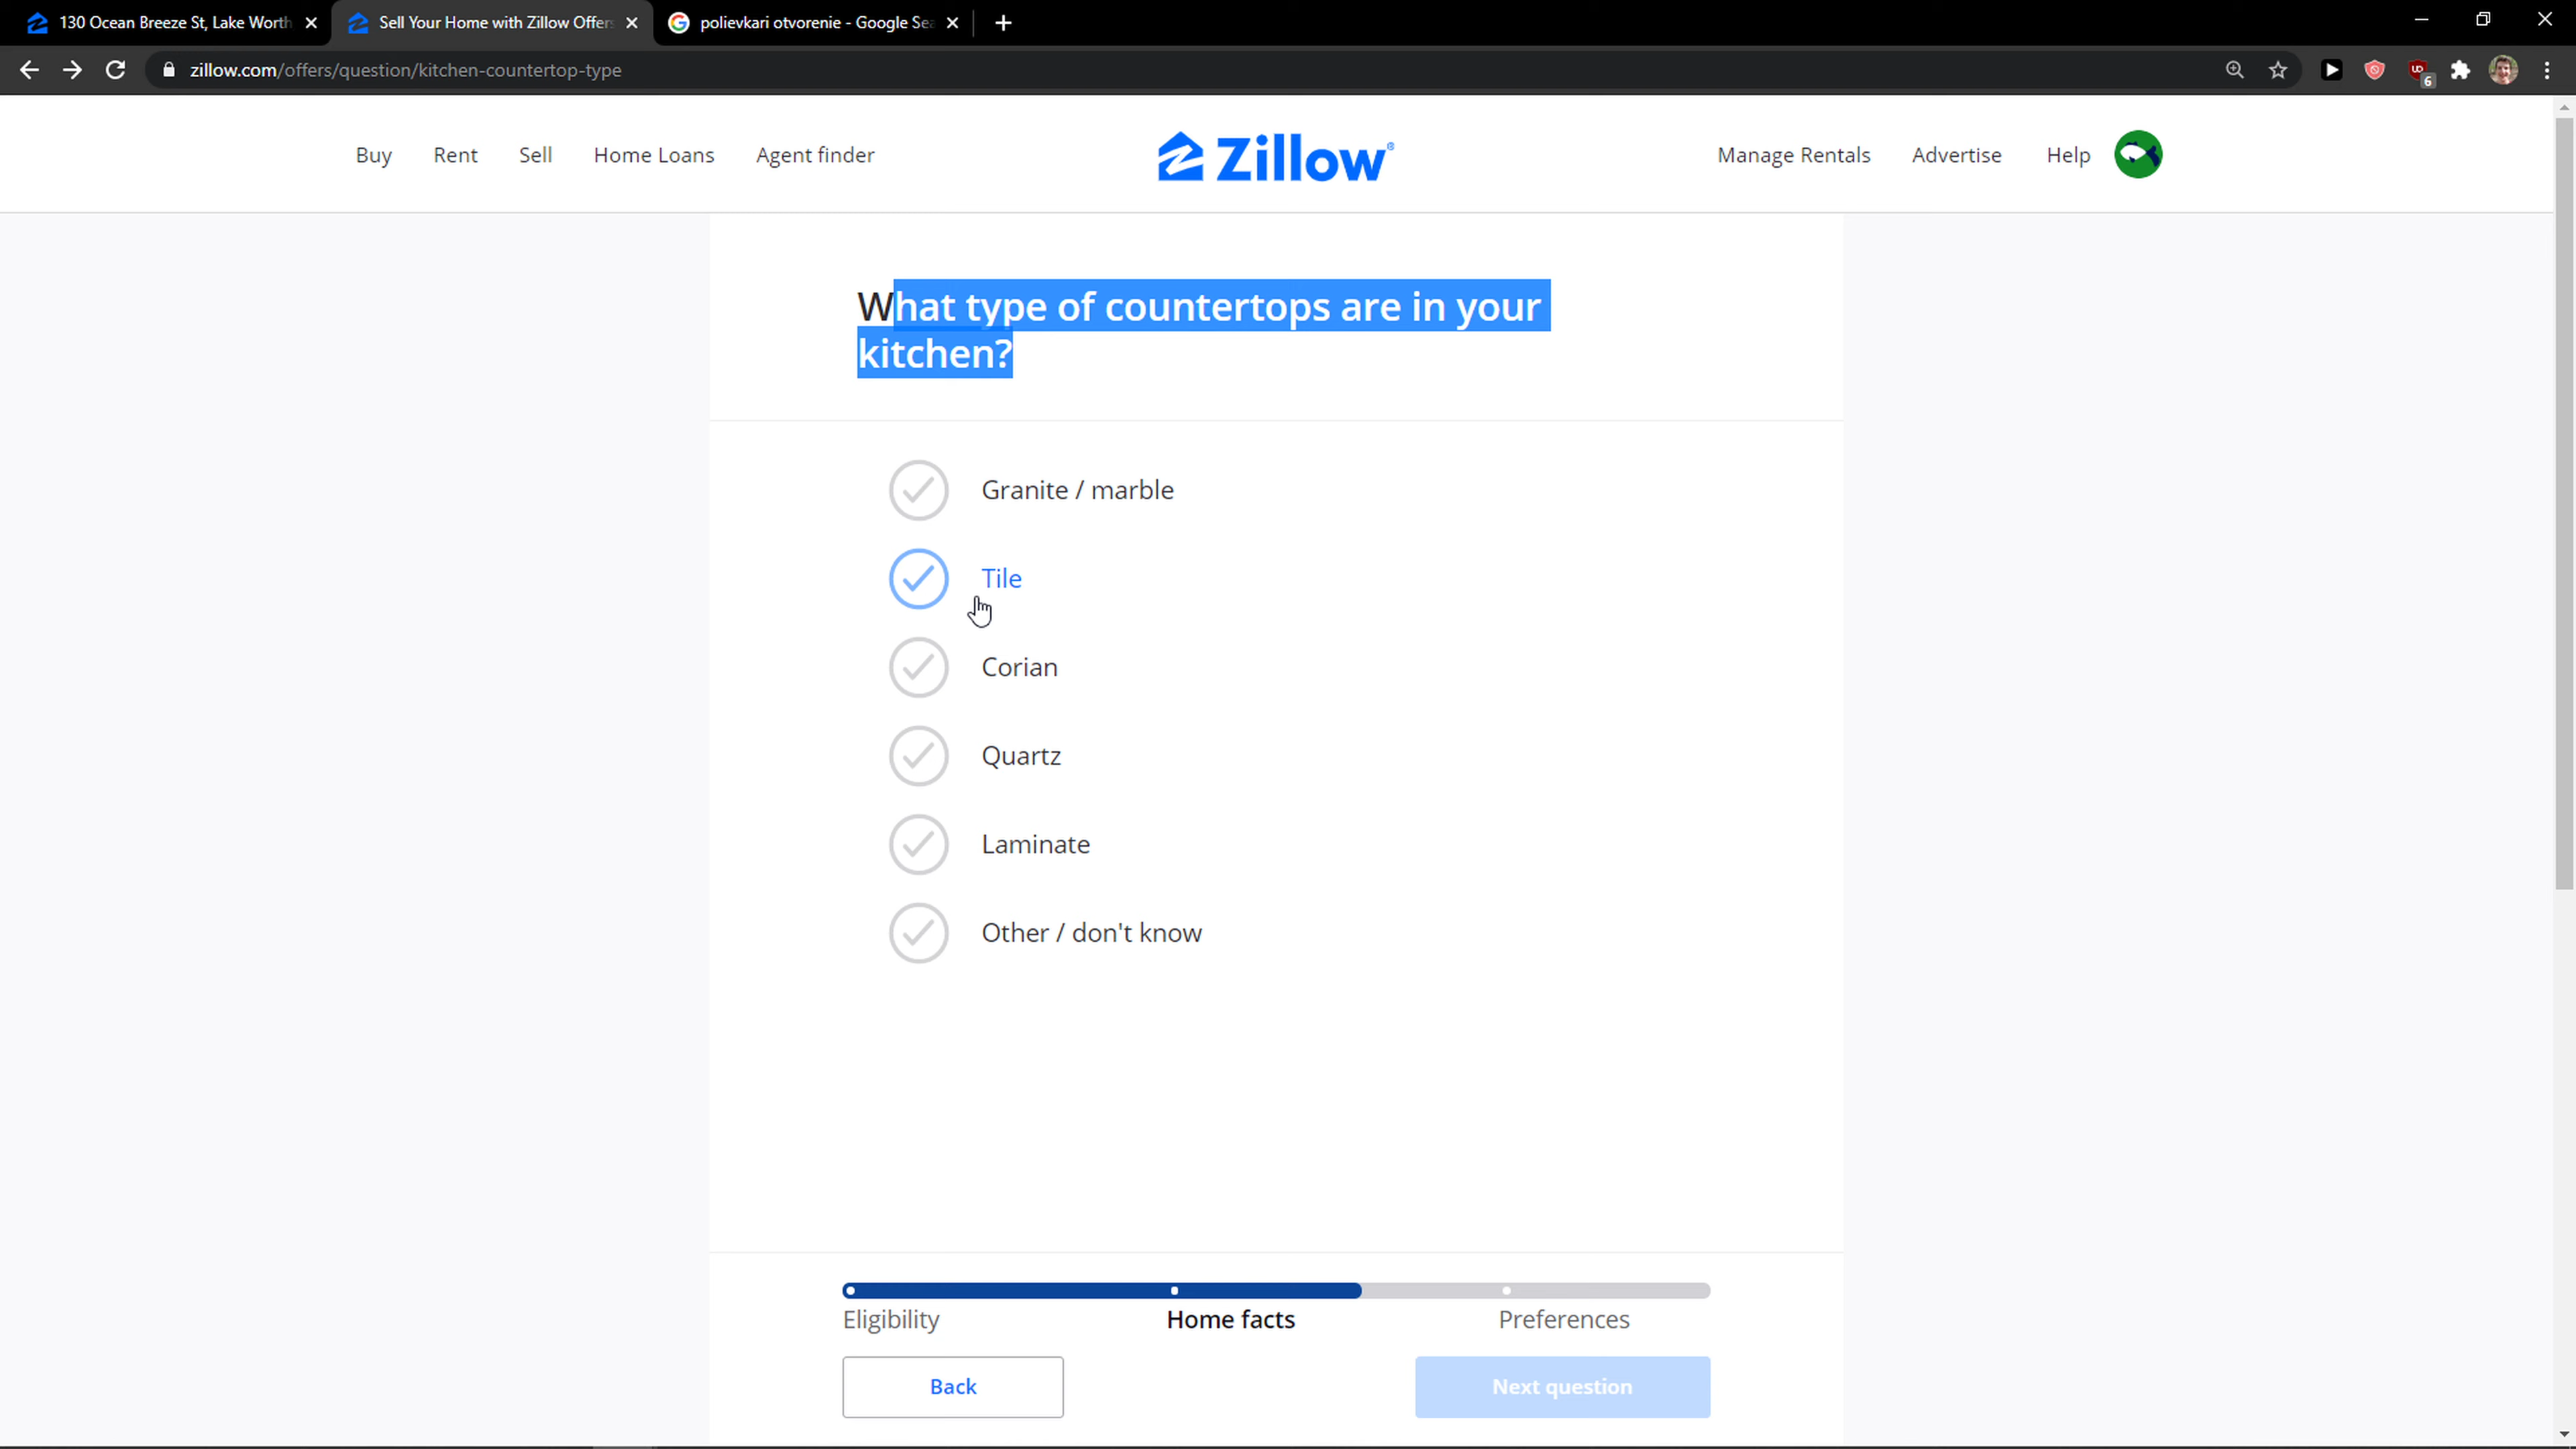 130 Ocean Breeze St, Lake Worth
Sell Your Home with Zillow Offers
polievkari otvorenie - Google Sea
zillow.com/offers/question/kitchen-countertop-type
6
Buy Rent Sell Home Loans Agent finder
Zillow®
Manage Rentals Advertise Help
What type of countertops are in your
kitchen?
Granite / marble
Tile
Corian
Quartz
Laminate
Other / don't know
Eligibility Home facts Preferences
Back Next question